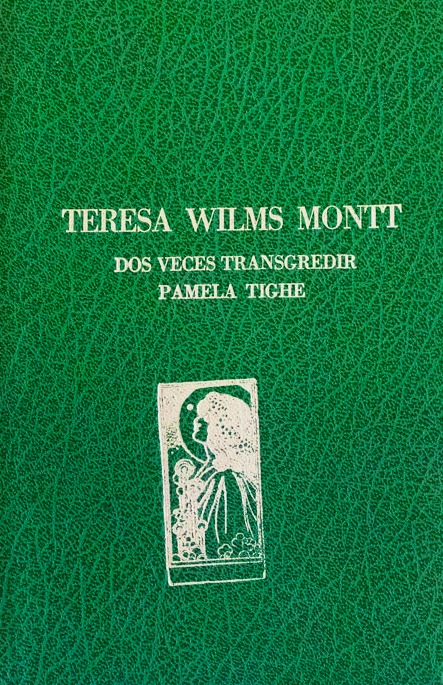 TERESA WILMS MONTT
DOS VECES TRANSGREDIR
PAMELA TIGHE